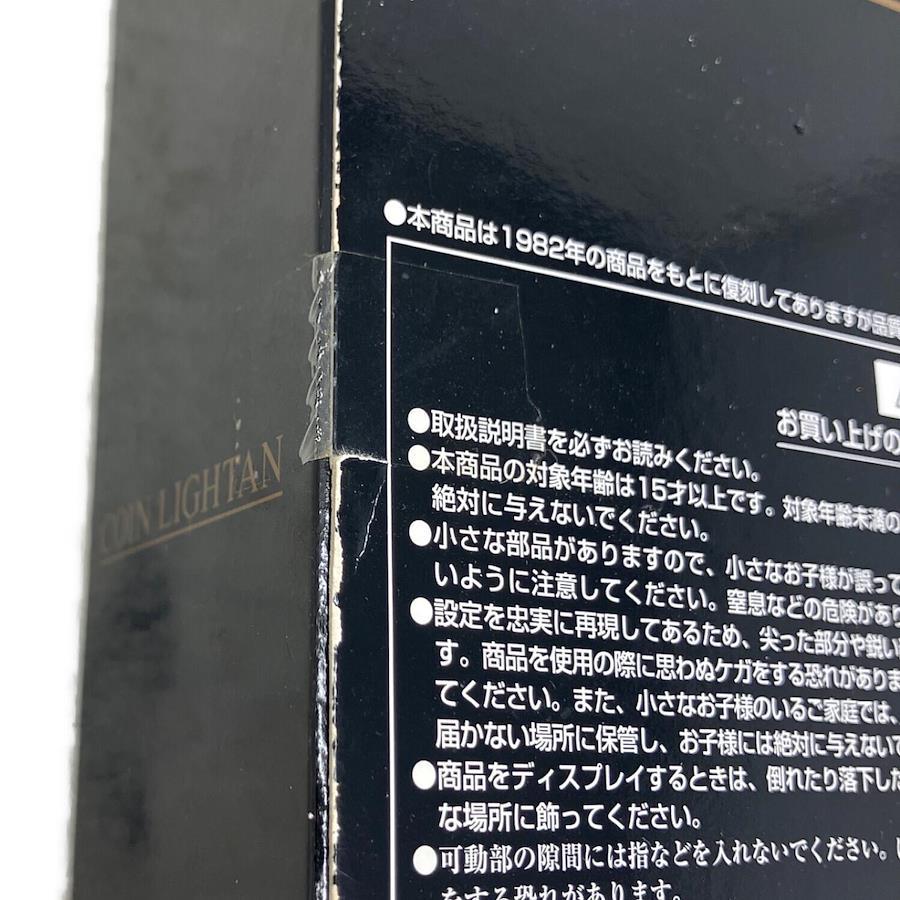 COIN LIGHTAN
●本商品は1982年の商品をもとに復刻してありますが品質
お買い上げの
●取扱説明書を必ずお読みください。
●本商品の対象年齢は15才以上です。対象年齢未満の
絶対に与えないでください。
●小さな部品がありますので、小さなお子様が誤って
いように注意してください。窒息などの危険があり
●設定を忠実に再現してあるため、尖った部分や鋭い
す。商品を使用の際に思わぬケガをする恐れがありま
てください。また、小さなお子様のいるご家庭では、
届かない場所に保管し、お子様には絶対に与えないで
●商品をディスプレイするときは、倒れたり落下した
な場所に飾ってください。
●可動部の隙間には指などを入れないでください。
をする恐れがあります。